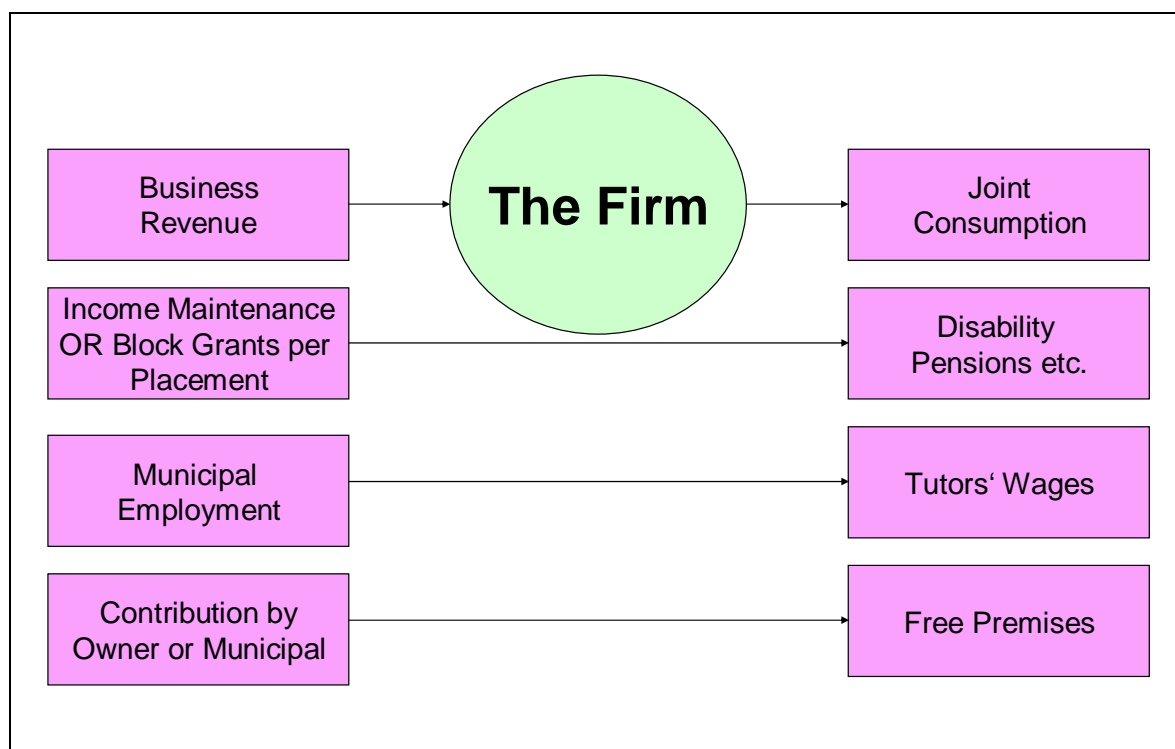 Business
Revenue
The Firm
Joint
Consumption
Income Maintenance
OR Block Grants per
Placement
Disability
Pensions etc.
Municipal
Employment
Tutors‘ Wages
Contribution by
Owner or Municipal
Free Premises